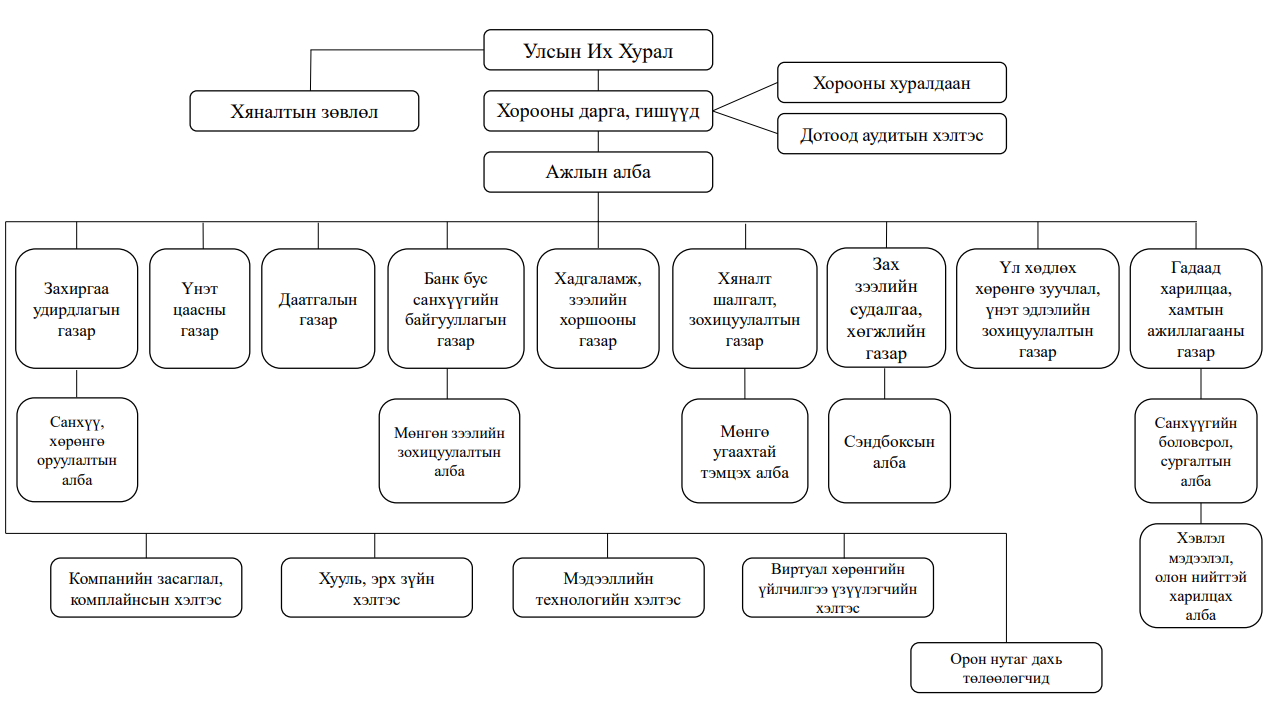 Улсын Их Хурал
Хяналтын зөвлөл
Хорооны дарга, гишүүд
Хорооны хуралдаан
Дотоод аудитын хэлтэс
Ажлын алба
Захиргаа
удирдлагын
газар
Үнэт
цаасны
газар
Даатгалын
газар
Банк бус
санхүүгийн
байгууллагын
газар
Хадгаламж,
зээлийн
хоршооны
газар
Хяналт
шалгалт,
зохицуулалтын
газар
Зах
зээлийн
судалгаа,
хөгжлийн
газар
Үл хөдлөх
хөрөнгө зуучлал,
үнэт эдлэлийн
зохицуулалтын
газар
Гадаад
харилцаа,
хамтын
ажиллагааны
газар
Санхүү,
хөрөнгө
оруулалтын
алба
Мөнгөн зээлийн
зохицуулалтын
алба
Мөнгө
угаахтай
тэмцэх алба
Сэндбоксын
алба
Санхүүгийн
боловсрол,
сургалтын
алба
Хэвлэл
мэдээлэл,
олон нийттэй
харилцах
алба
Компанийн засаглал,
комплайнсын хэлтэс
Хууль, эрх зүйн
хэлтэс
Мэдээллийн
технологийн хэлтэс
Виртуал хөрөнгийн
үйлчилгээ үзүүлэгчийн
хэлтэс
Орон нутаг дахь
төлөөлөгчид